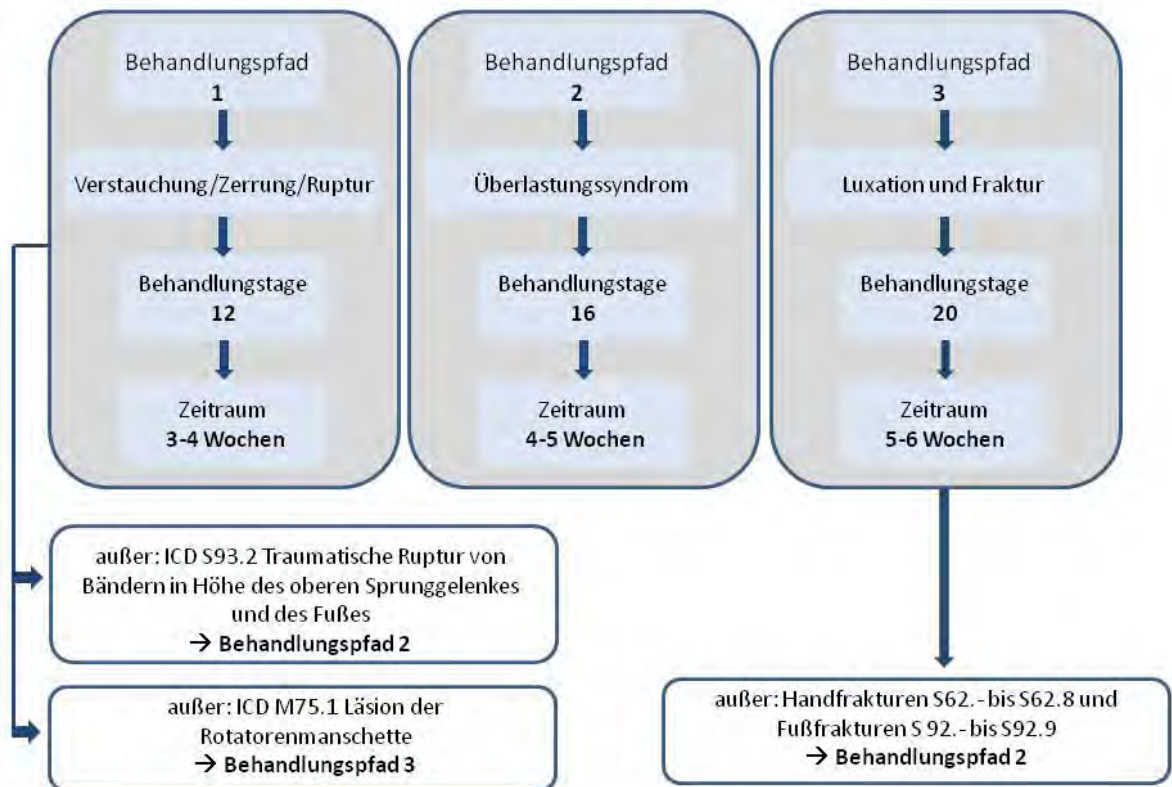 Behandlungspfad
1
Verstauchung/Zerrung/Ruptur
Behandlungstage
12
Zeitraum
3-4 Wochen
Behandlungspfad
2
Überlastungssyndrom
Behandlungstage
16
Zeitraum
4-5 Wochen
Behandlungspfad
3
Luxation und Fraktur
Behandlungstage
20
Zeitraum
5-6 Wochen
außer: ICD S93.2 Traumatische Ruptur von
Bändern in Höhe des oberen Sprunggelenkes
und des Fußes
→ Behandlungspfad 2
außer: ICD M75.1 Läsion der
Rotatorenmanschette
→ Behandlungspfad 3
außer: Handfrakturen S62.- bis S62.8 und
Fußfrakturen S 92.- bis S92.9
→ Behandlungspfad 2